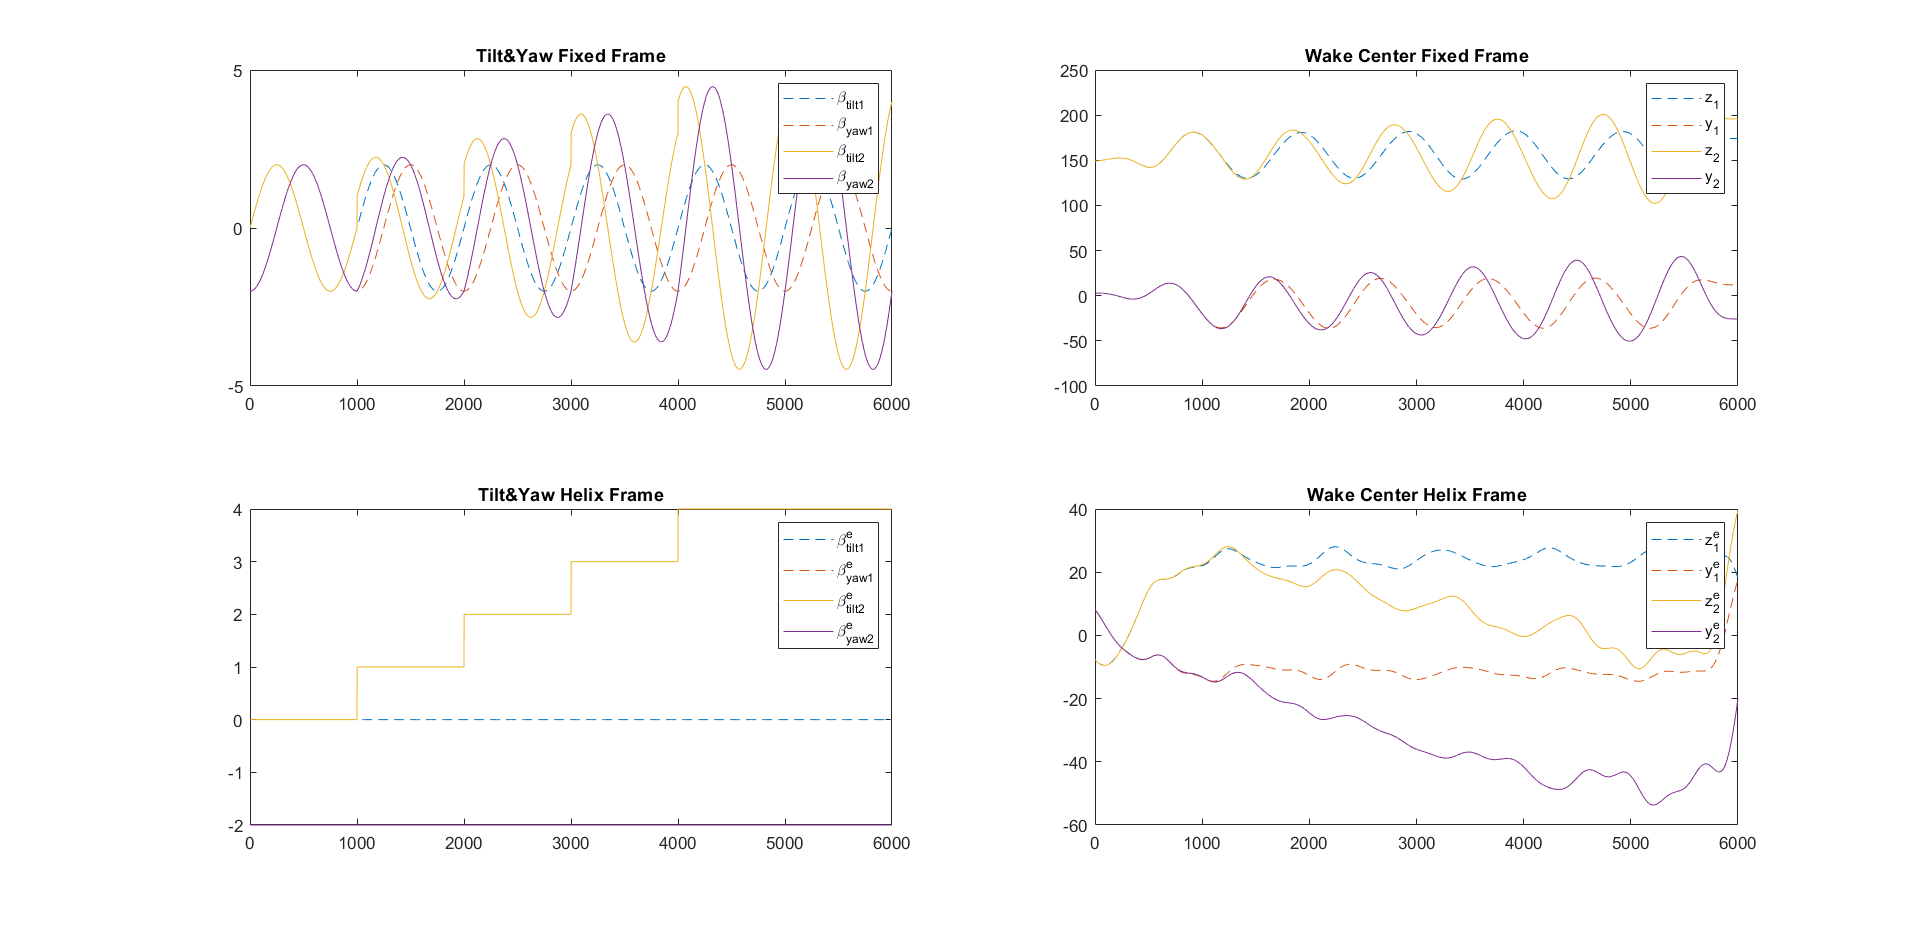 Tilt&Yaw Fixed Frame
5
0
-5
0 1000 2000 3000 4000 5000 6000
βtilt1
βyaw1
βtilt2
βyaw2
Wake Center Fixed Frame
250
200
150
100
50
0
-50
-100
0 1000 2000 3000 4000 5000 6000
z1
y1
z2
y2
Tilt&Yaw Helix Frame
4
3
2
1
0
-1
-2
0 1000 2000 3000 4000 5000 6000
βetilt1
βeyaw1
βetilt2
βeyaw2
Wake Center Helix Frame
40
20
0
-20
-40
-60
0 1000 2000 3000 4000 5000 6000
ze1
ye1
ze2
ye2